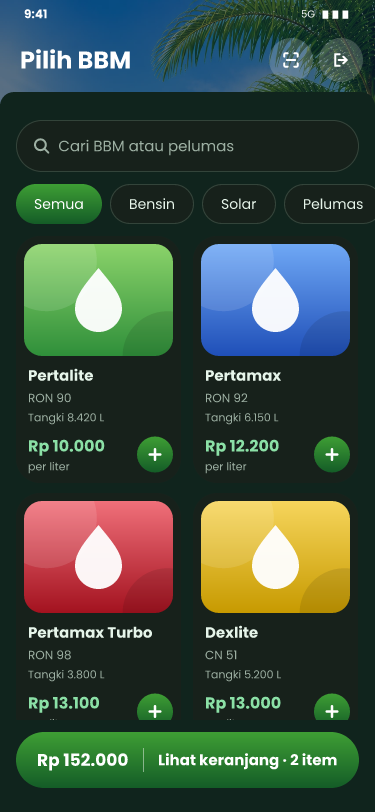 9:41
5G
Pilih BBM
Cari BBM atau pelumas
Semua
Bensin
Solar
Pelumas
Pertalite
RON 90
Tangki 8.420 L
Rp 10.000
per liter
Pertamax
RON 92
Tangki 6.150 L
Rp 12.200
per liter
Pertamax Turbo
RON 98
Tangki 3.800 L
Rp 13.100
Dexlite
CN 51
Tangki 5.200 L
Rp 13.000
Rp 152.000
Lihat keranjang · 2 item